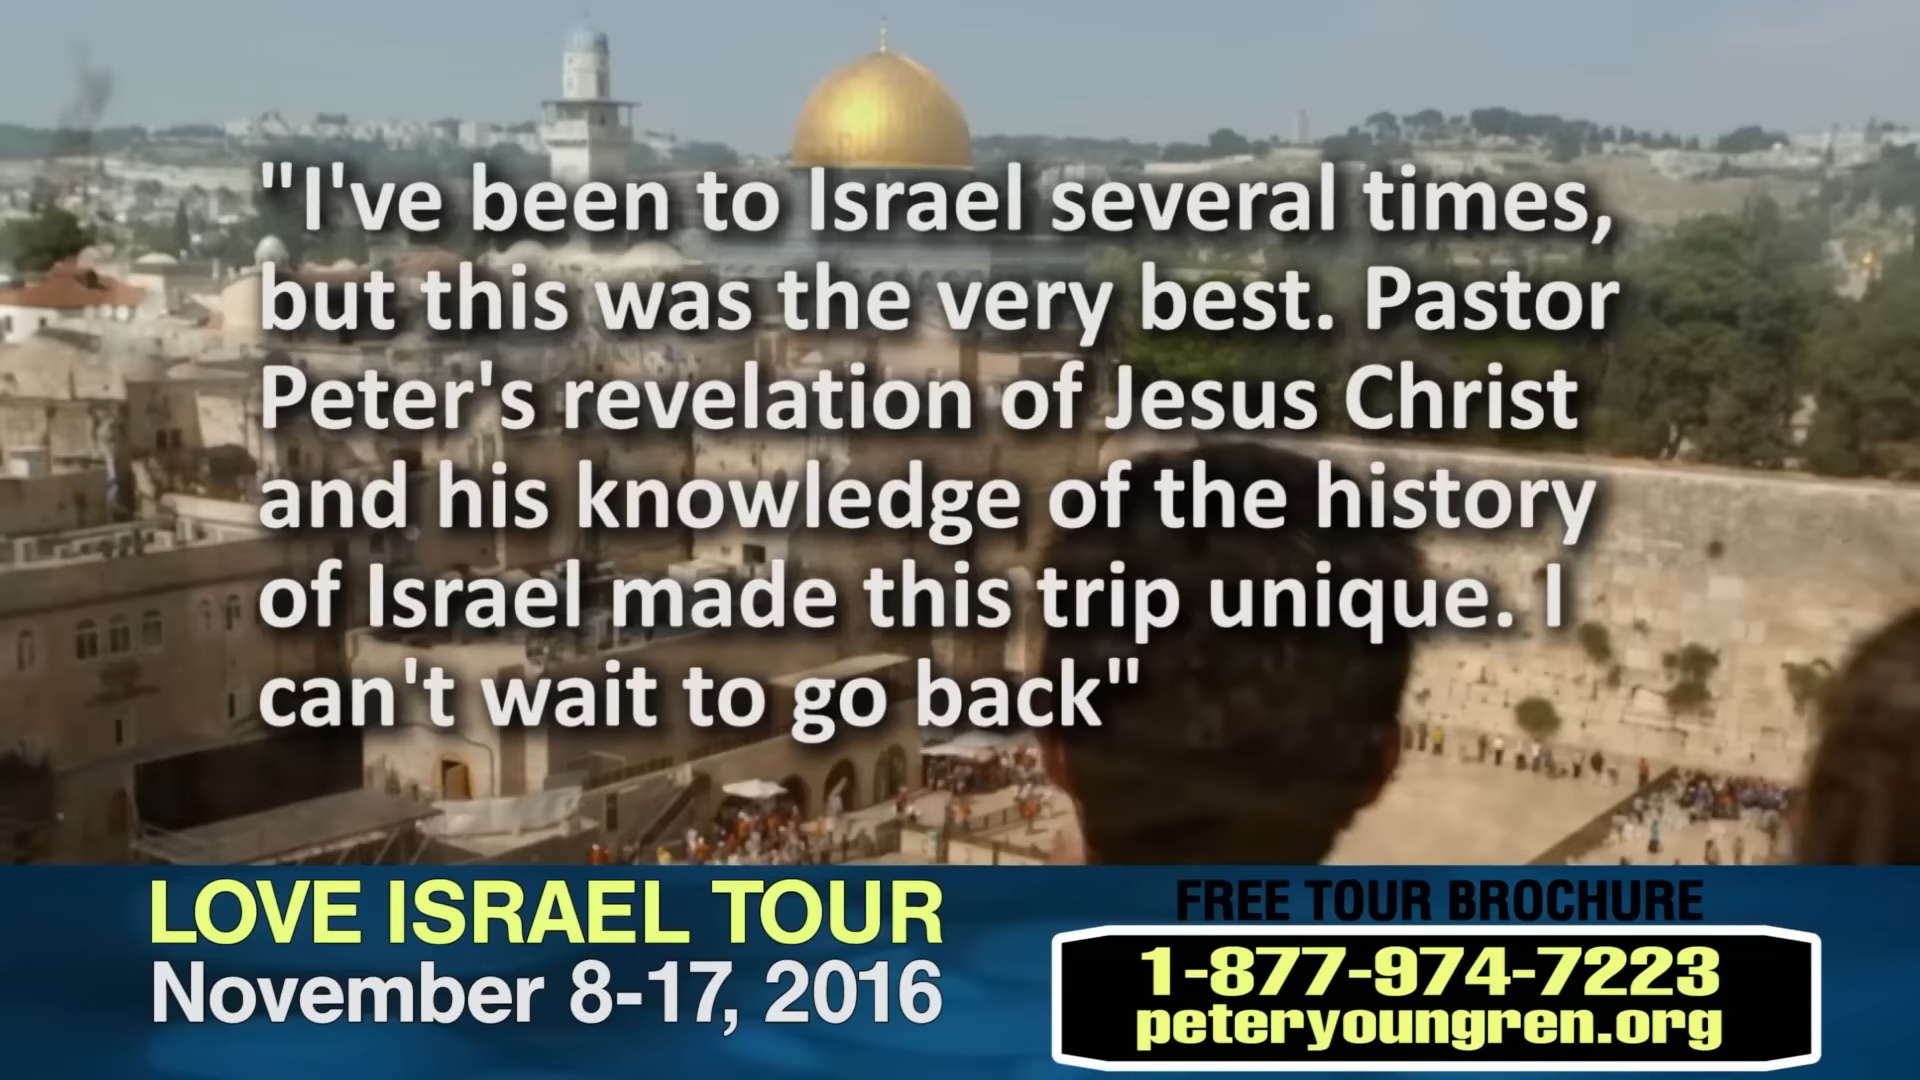 "I've been to Israel several times,
but this was the very best. Pastor
Peter's revelation of Jesus Christ
and his knowledge of the history
of Israel made this trip unique. I
can't wait to go back"
LOVE ISRAEL TOUR
November 8-17, 2016
FREE TOUR BROCHURE
1-877-974-7223
peteryoungren.org